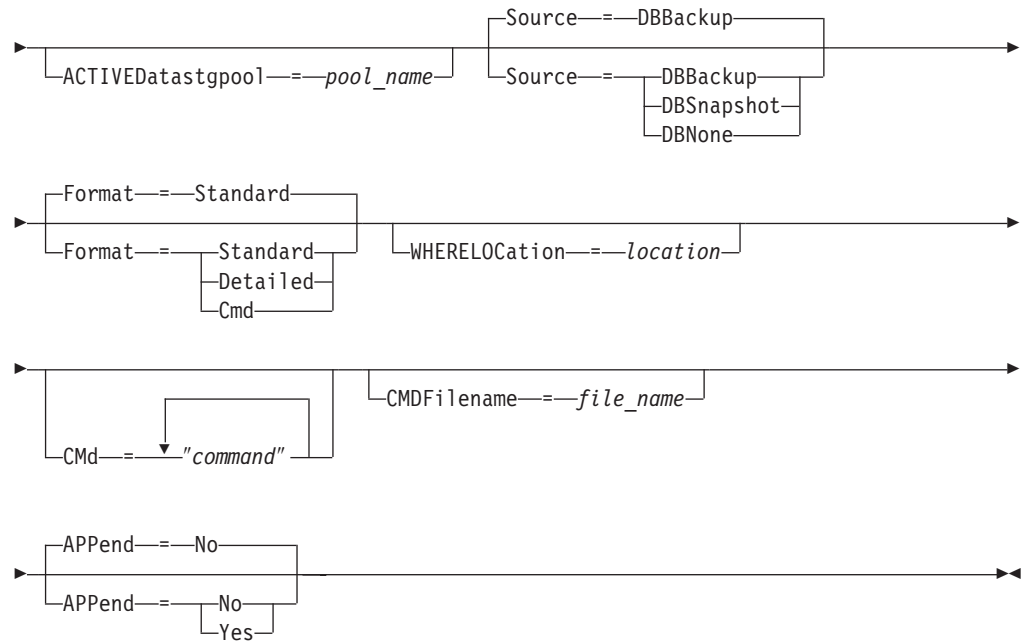 Source = DBBackup
ACTIVEDatastgpool = pool_name Source = DBBackup
DBSnapshot
DBNone
Format = Standard
Format = Standard WHERELOCation = location
Detailed
Cmd
CMDFilename = file_name
CMd = "command"
APPend = No
APPend = No
Yes